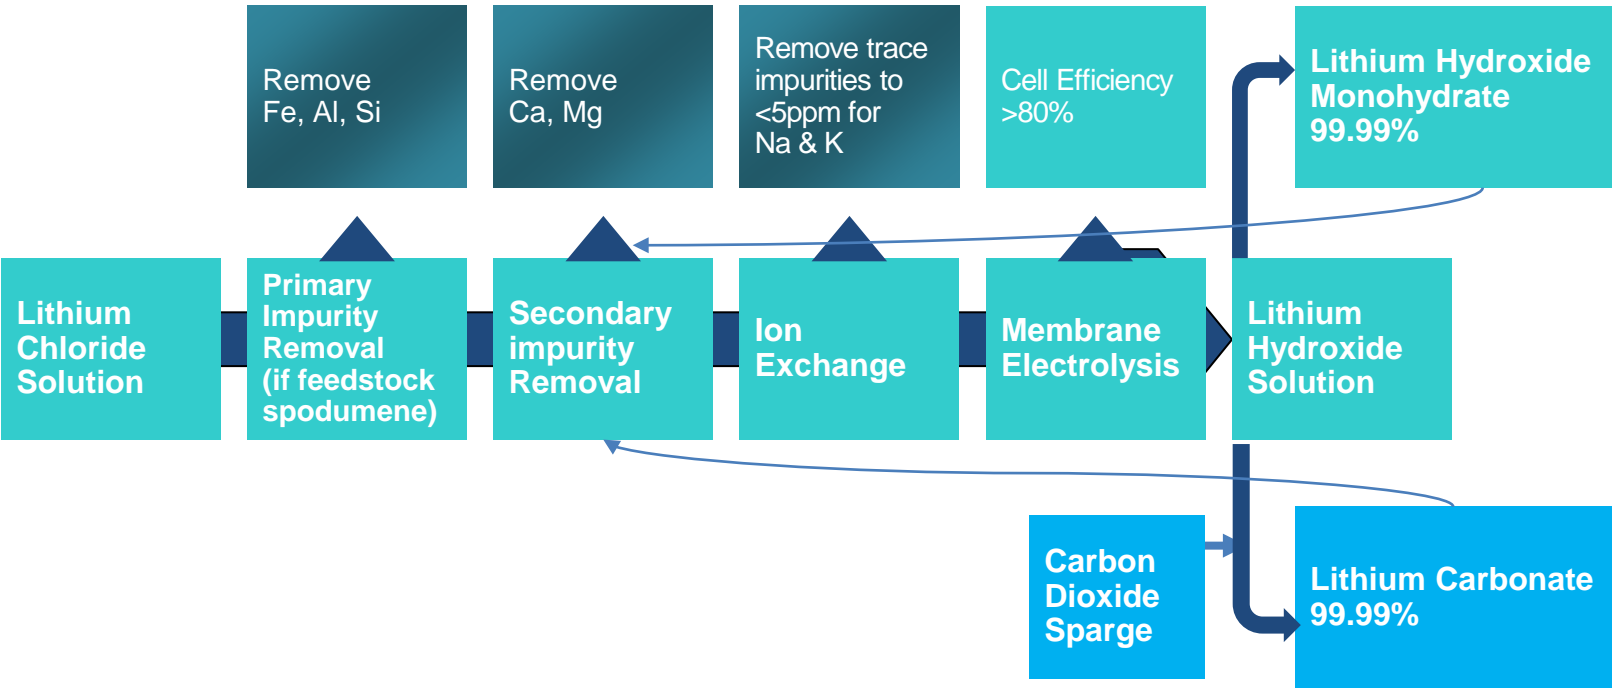 Remove
Fe, Al, Si
Remove
Ca, Mg
Remove trace
impurities to
<5ppm for
Na & K
Cell Efficiency
>80%
Lithium Hydroxide
Monohydrate
99.99%
Lithium
Chloride
Solution
Primary
Impurity
Removal
(if feedstock
spodumene)
Secondary
impurity
Removal
Ion
Exchange
Membrane
Electrolysis
Lithium
Hydroxide
Solution
Carbon
Dioxide
Sparge
Lithium Carbonate
99.99%